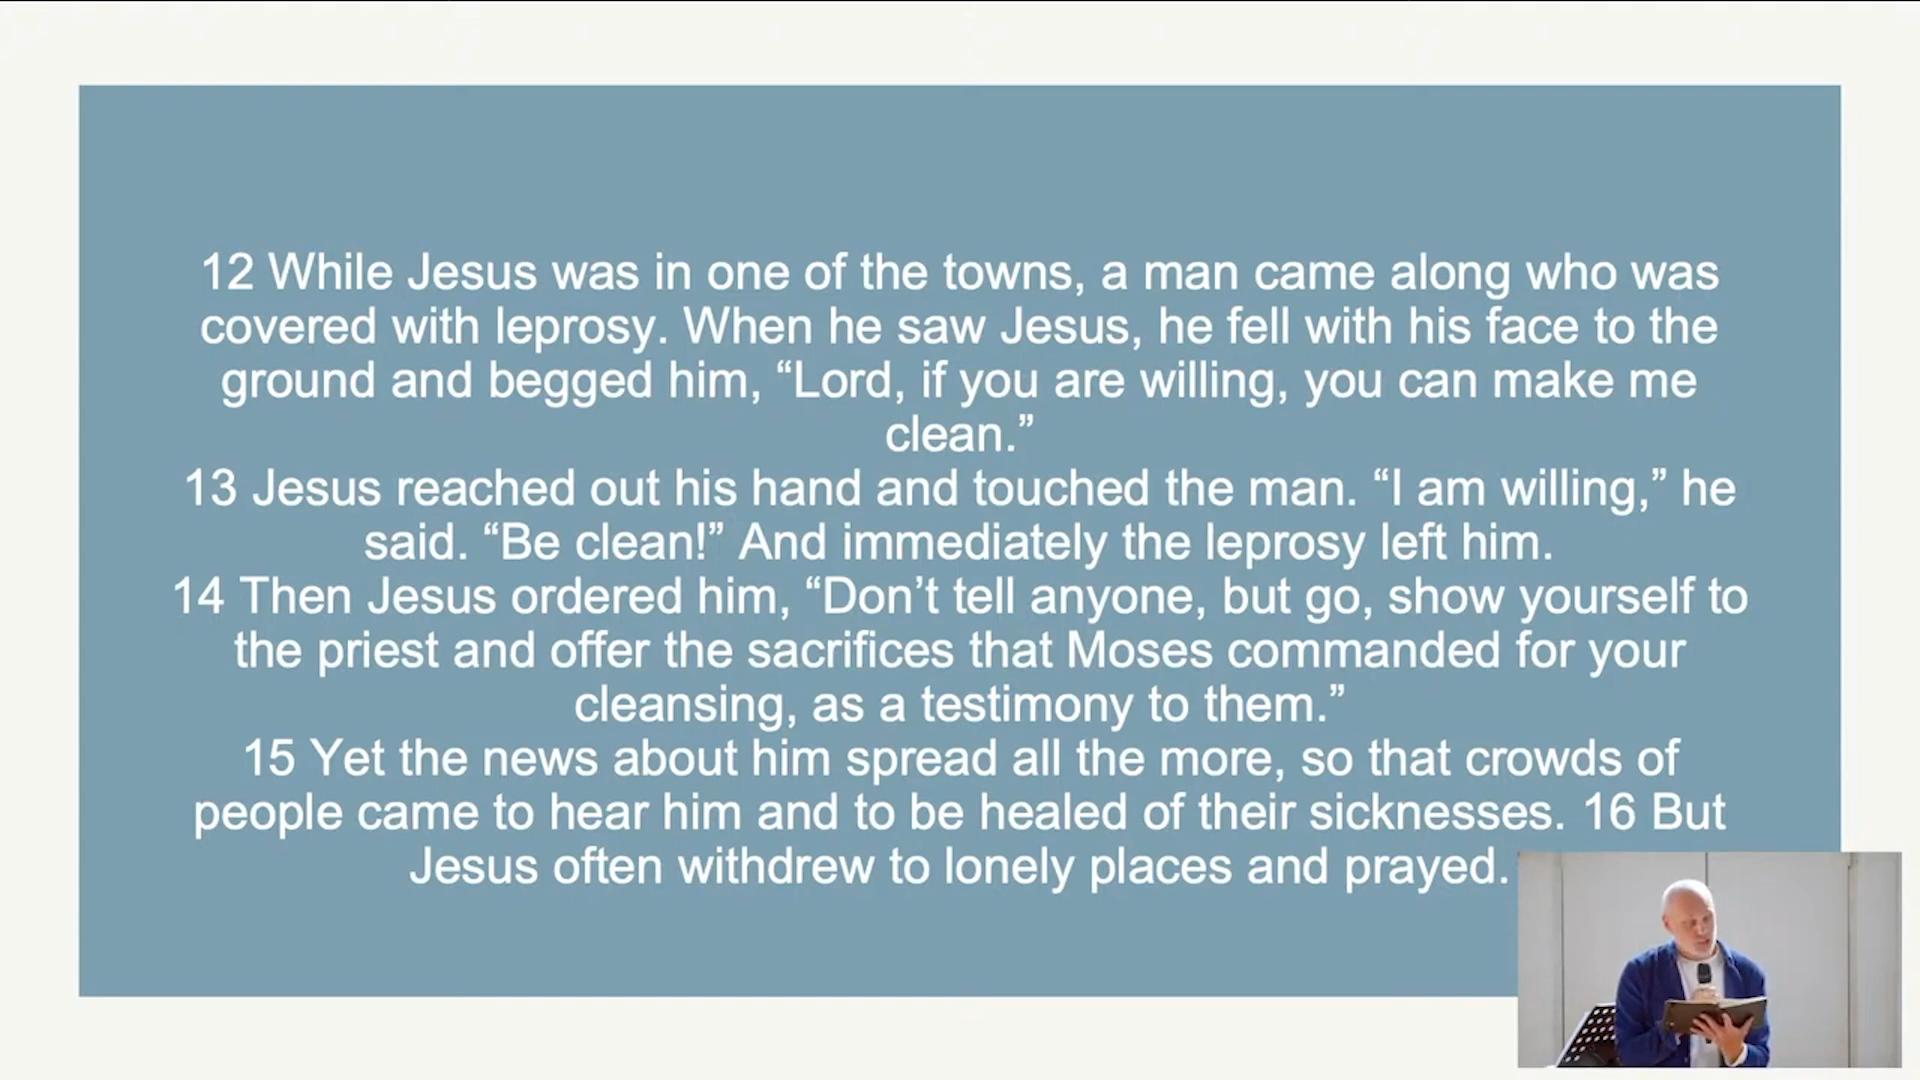 12 While Jesus was in one of the towns, a man came along who was
covered with leprosy. When he saw Jesus, he fell with his face to the
ground and begged him, “Lord, if you are willing, you can make me
clean.”
13 Jesus reached out his hand and touched the man. “I am willing,” he
said. “Be clean!” And immediately the leprosy left him.
14 Then Jesus ordered him, “Don’t tell anyone, but go, show yourself to
the priest and offer the sacrifices that Moses commanded for your
cleansing, as a testimony to them.”
15 Yet the news about him spread all the more, so that crowds of
people came to hear him and to be healed of their sicknesses. 16 But
Jesus often withdrew to lonely places and prayed.